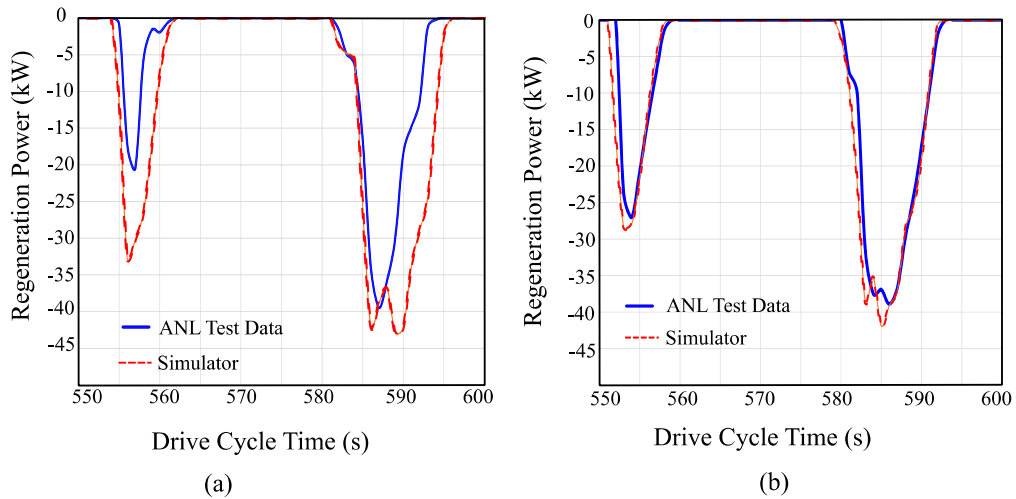 0
-5
-10
-15
-20
-25
-30
-35
-40
-45
Regeneration Power (kW)
ANL Test Data
Simulator
550 560 570 580 590 600
Drive Cycle Time (s)
(a)
0
-5
-10
-15
-20
-25
-30
-35
-40
-45
Regeneration Power (kW)
ANL Test Data
Simulator
550 560 570 580 590 600
Drive Cycle Time (s)
(b)